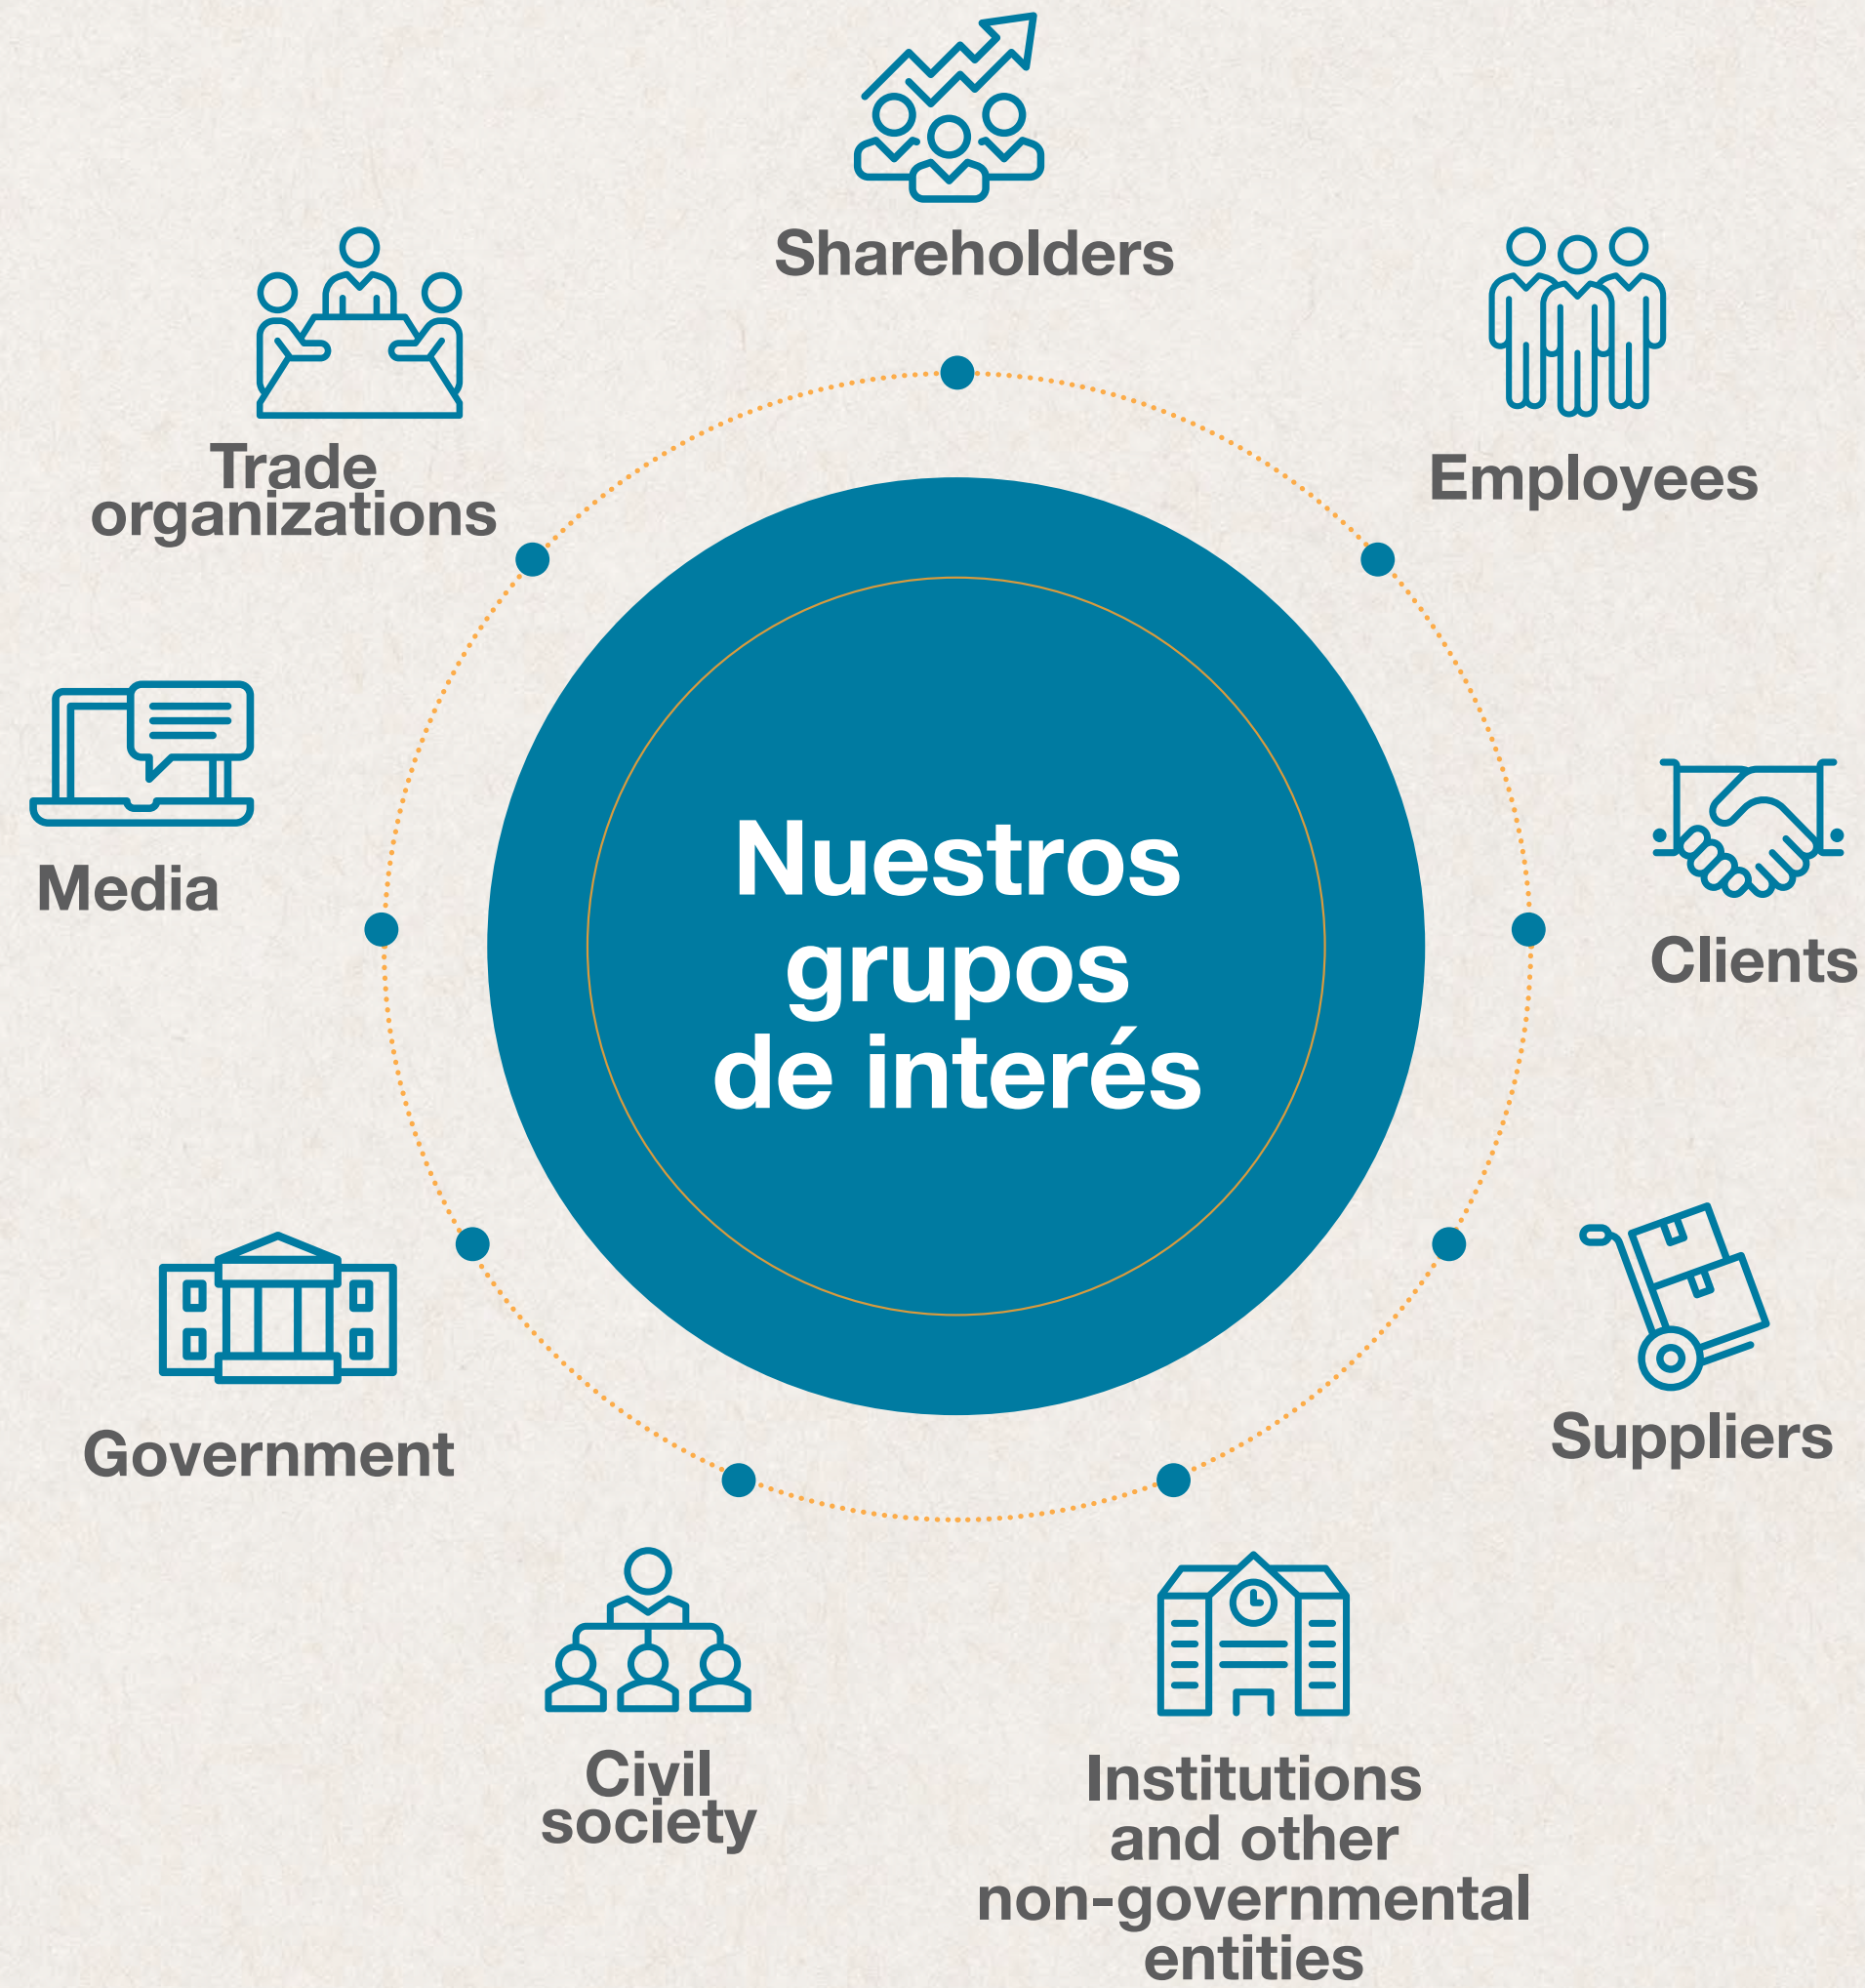 Shareholders
Employees
Clients
Suppliers
Institutions
and other
non-governmental
entities
Civil
society
Government
Media
Trade
organizations
Nuestros
grupos
de interés